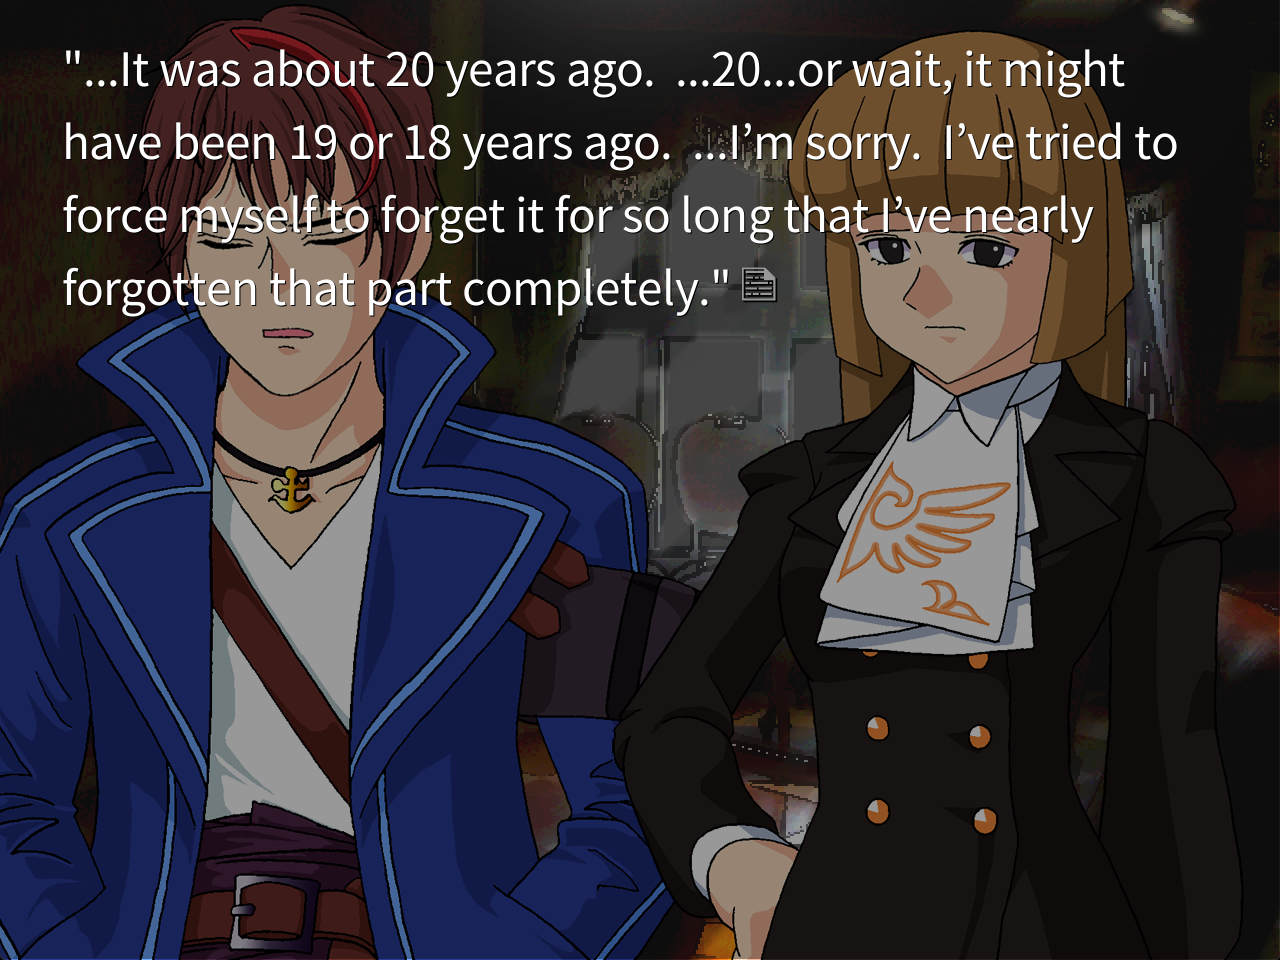 "...It was about 20 years ago.  ...20...or wait, it might
have been 19 or 18 years ago.  ...I’m sorry.  I’ve tried to
force myself to forget it for so long that I’ve nearly
forgotten that part completely."